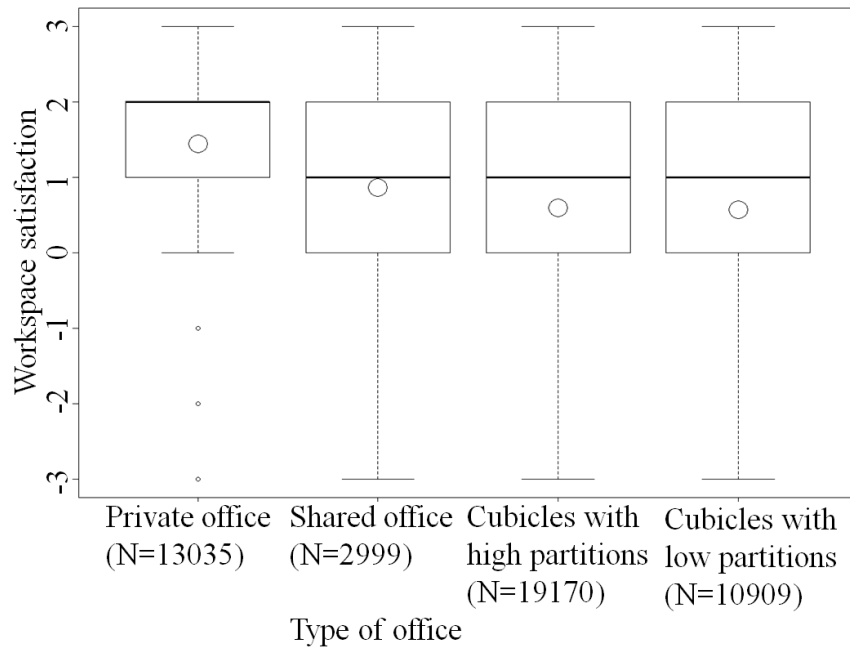 Workspace satisfaction
3
2
1
0
-1
-2
-3
Private office
(N=13035)
Shared office
(N=2999)
Cubicles with
high partitions
(N=19170)
Cubicles with
low partitions
(N=10909)
Type of office